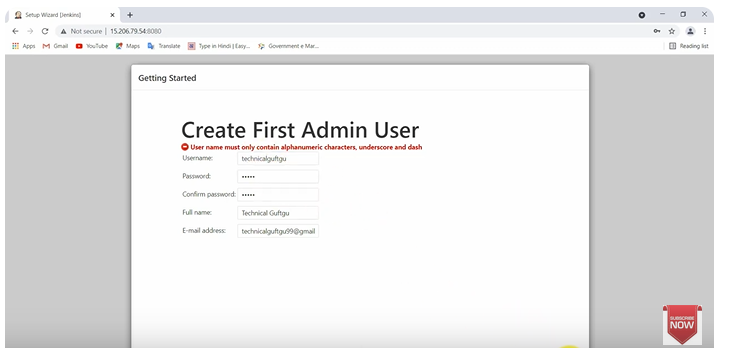 Setup Wizard [Jenkins]
Not secure | 15.206.79.54:8080
Apps Gmail YouTube Maps Translate Type in Hindi | Easy... Government e Mar... Reading list
Getting Started
Create First Admin User
User name must only contain alphanumeric characters, underscore and dash
Username: technicalguftgu
Password: •••••
Confirm password: •••••
Full name: Technical Guftgu
E-mail address: technicalguftgu99@gmail
SUBSCRIBE
NOW